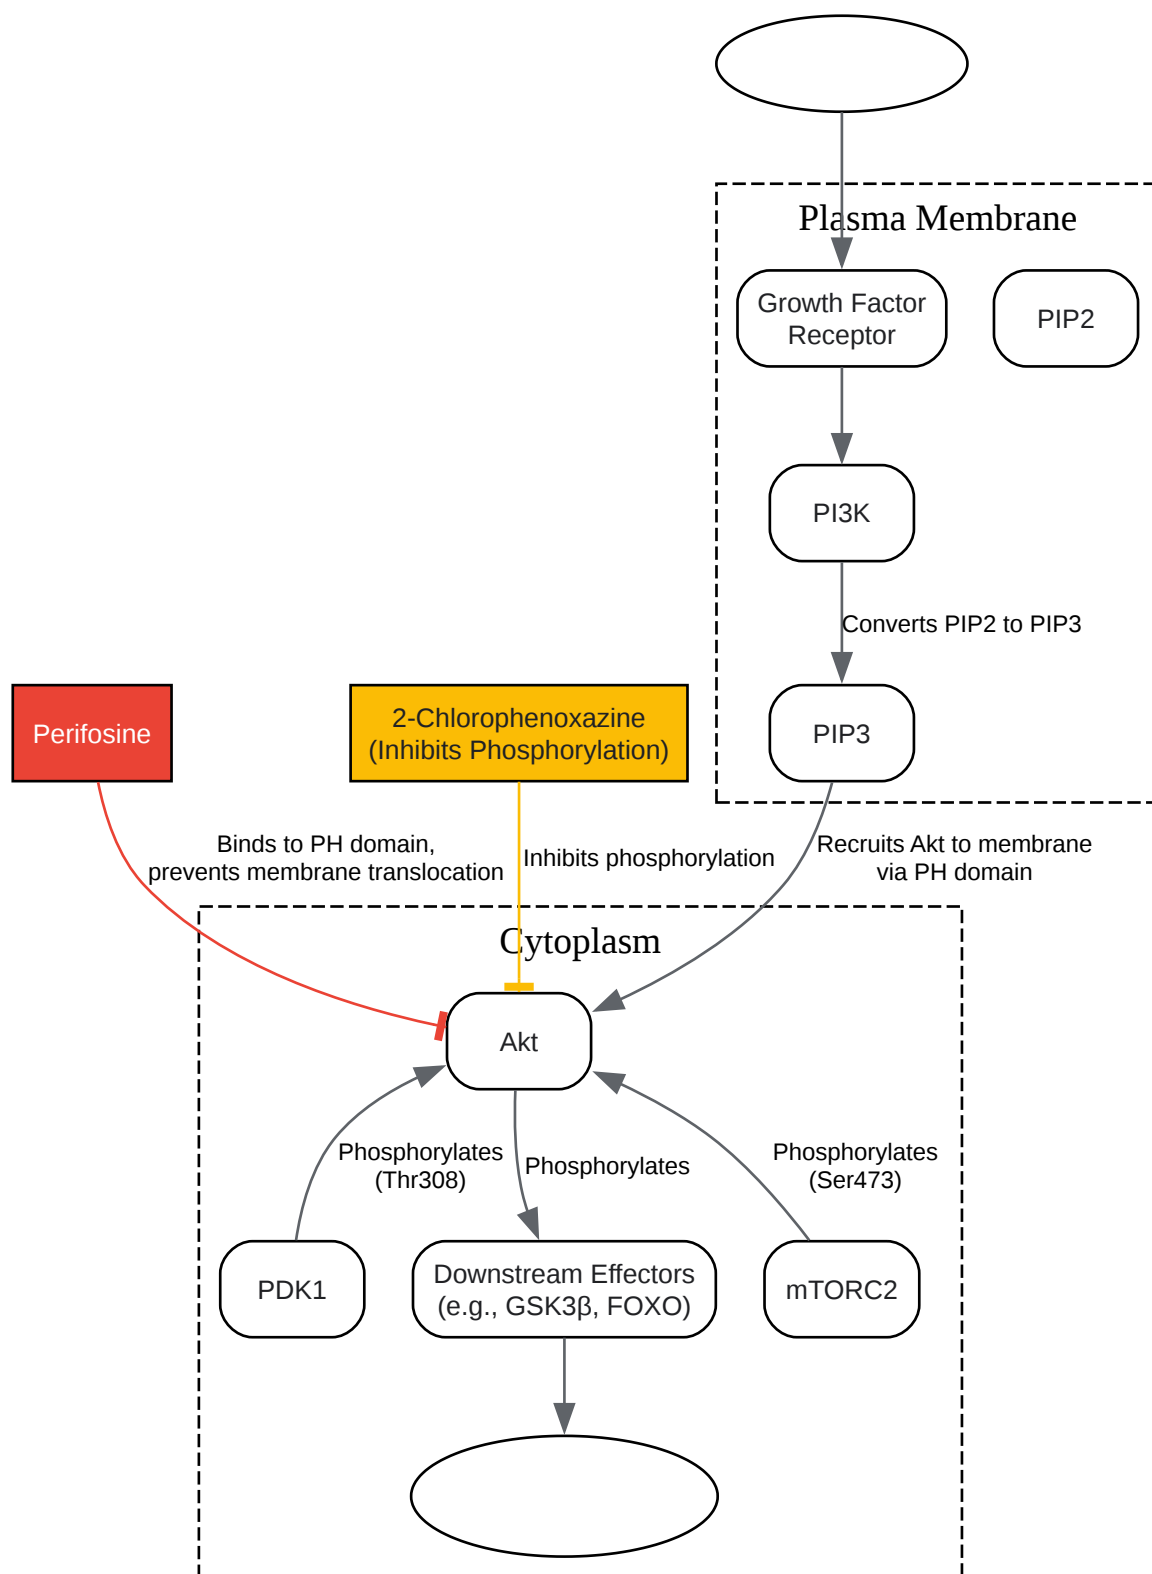 Plasma Membrane
Growth Factor
Receptor
PIP2
PI3K
Converts PIP2 to PIP3
Perifosine
2-Chlorophenoxazine
(Inhibits Phosphorylation)
PIP3
Binds to PH domain,
prevents membrane translocation
Inhibits phosphorylation
Recruits Akt to membrane
via PH domain
Cytoplasm
Akt
Phosphorylates
(Thr308)
Phosphorylates
Phosphorylates
(Ser473)
PDK1
Downstream Effectors
(e.g., GSK3β, FOXO)
mTORC2